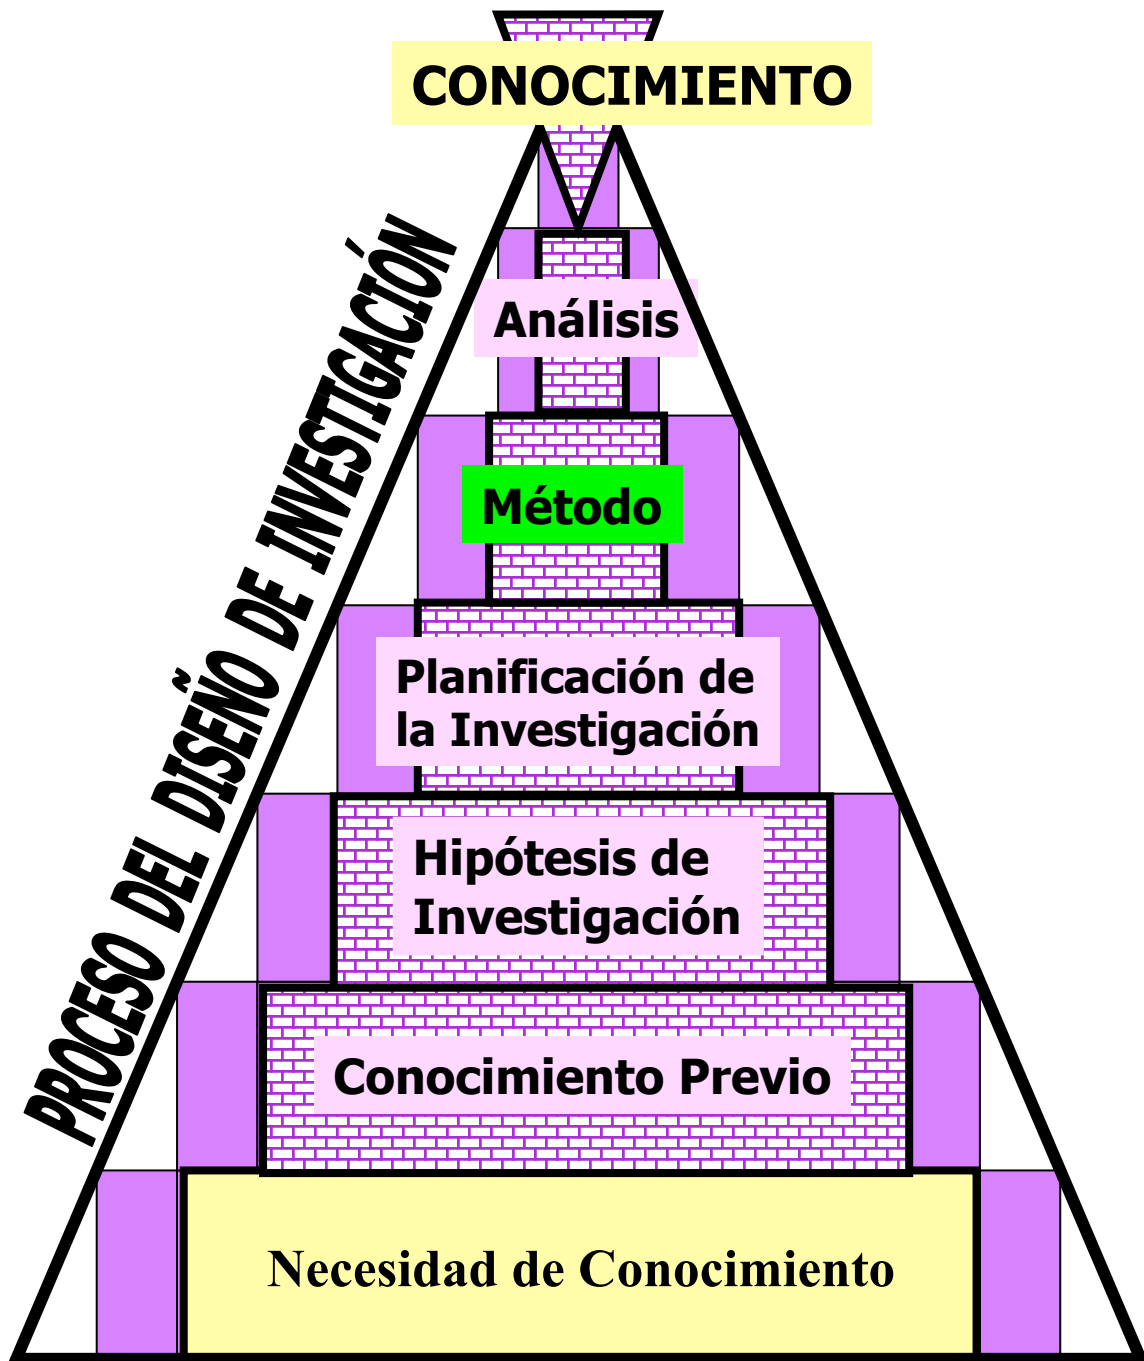 CONOCIMIENTO
PROCESO DEL DISEÑO DE INVESTIGACIÓN
Análisis
Método
Planificación de
la Investigación
Hipótesis de
Investigación
Conocimiento Previo
Necesidad de Conocimiento